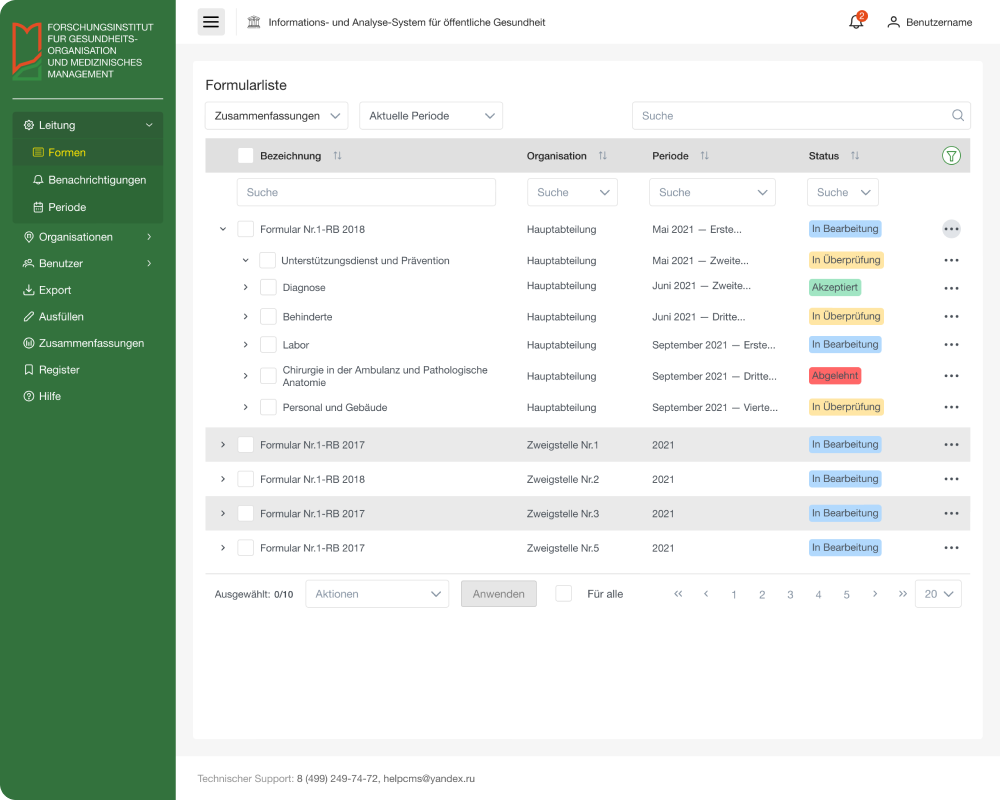 FORSCHUNGSINSTITUT
FUR GESUNDHEITS-
ORGANISATION
UND MEDIZINISCHES
MANAGEMENT
Leitung
Formen
Benachrichtigungen
Periode
Organisationen
Benutzer
Export
Ausfüllen
Zusammenfassungen
Register
Hilfe
Informations- und Analyse-System für öffentliche Gesundheit
2
Benutzername
Formularliste
Zusammenfassungen Aktuelle Periode Suche
Bezeichnung Organisation Periode Status
Suche Suche Suche Suche
Formular Nr.1-RB 2018 Hauptabteilung Mai 2021 — Erste... In Bearbeitung
Unterstützungsdienst und Prävention Hauptabteilung Mai 2021 — Zweite... In Überprüfung
Diagnose Hauptabteilung Juni 2021 — Zweite... Akzeptiert
Behinderte Hauptabteilung Juni 2021 — Dritte... In Überprüfung
Labor Hauptabteilung September 2021 — Erste... In Bearbeitung
Chirurgie in der Ambulanz und Pathologische
Anatomie Hauptabteilung September 2021 — Dritte... Abgelehnt
Personal und Gebäude Hauptabteilung September 2021 — Vierte... In Überprüfung
Formular Nr.1-RB 2017 Zweigstelle Nr.1 2021 In Bearbeitung
Formular Nr.1-RB 2018 Zweigstelle Nr.2 2021 In Bearbeitung
Formular Nr.1-RB 2017 Zweigstelle Nr.3 2021 In Bearbeitung
Formular Nr.1-RB 2017 Zweigstelle Nr.5 2021 In Bearbeitung
Ausgewählt: 0/10 Aktionen Anwenden Für alle 1 2 3 4 5 20
Technischer Support: 8 (499) 249-74-72, helpcms@yandex.ru